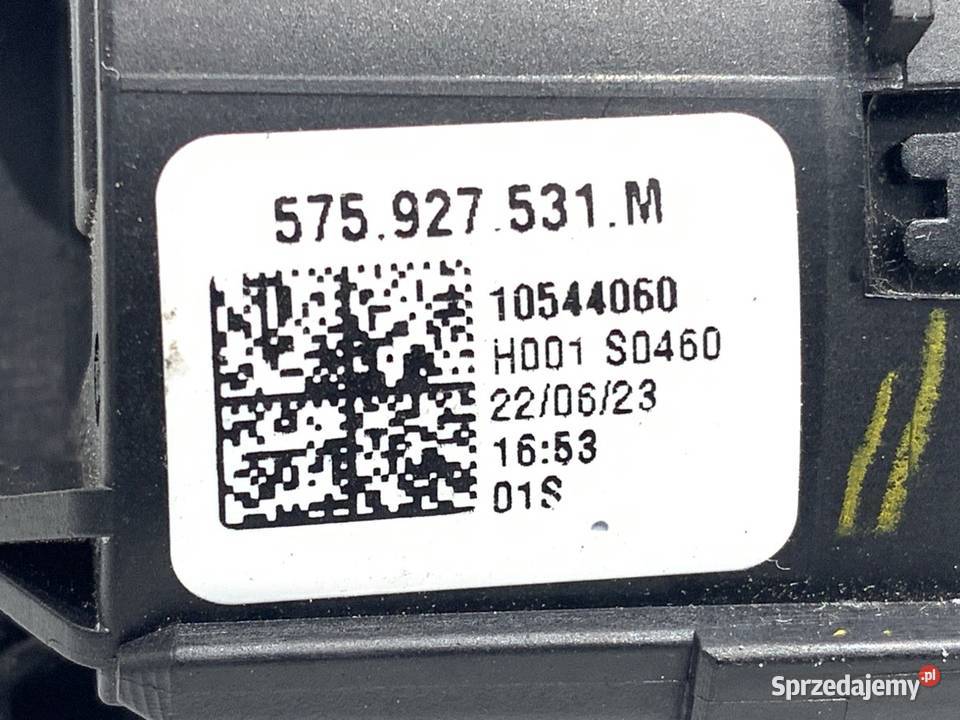 575.927.531.M
10544060
H001 S0460
22/06/23
16:53
01S
Sprzedajemy.pl